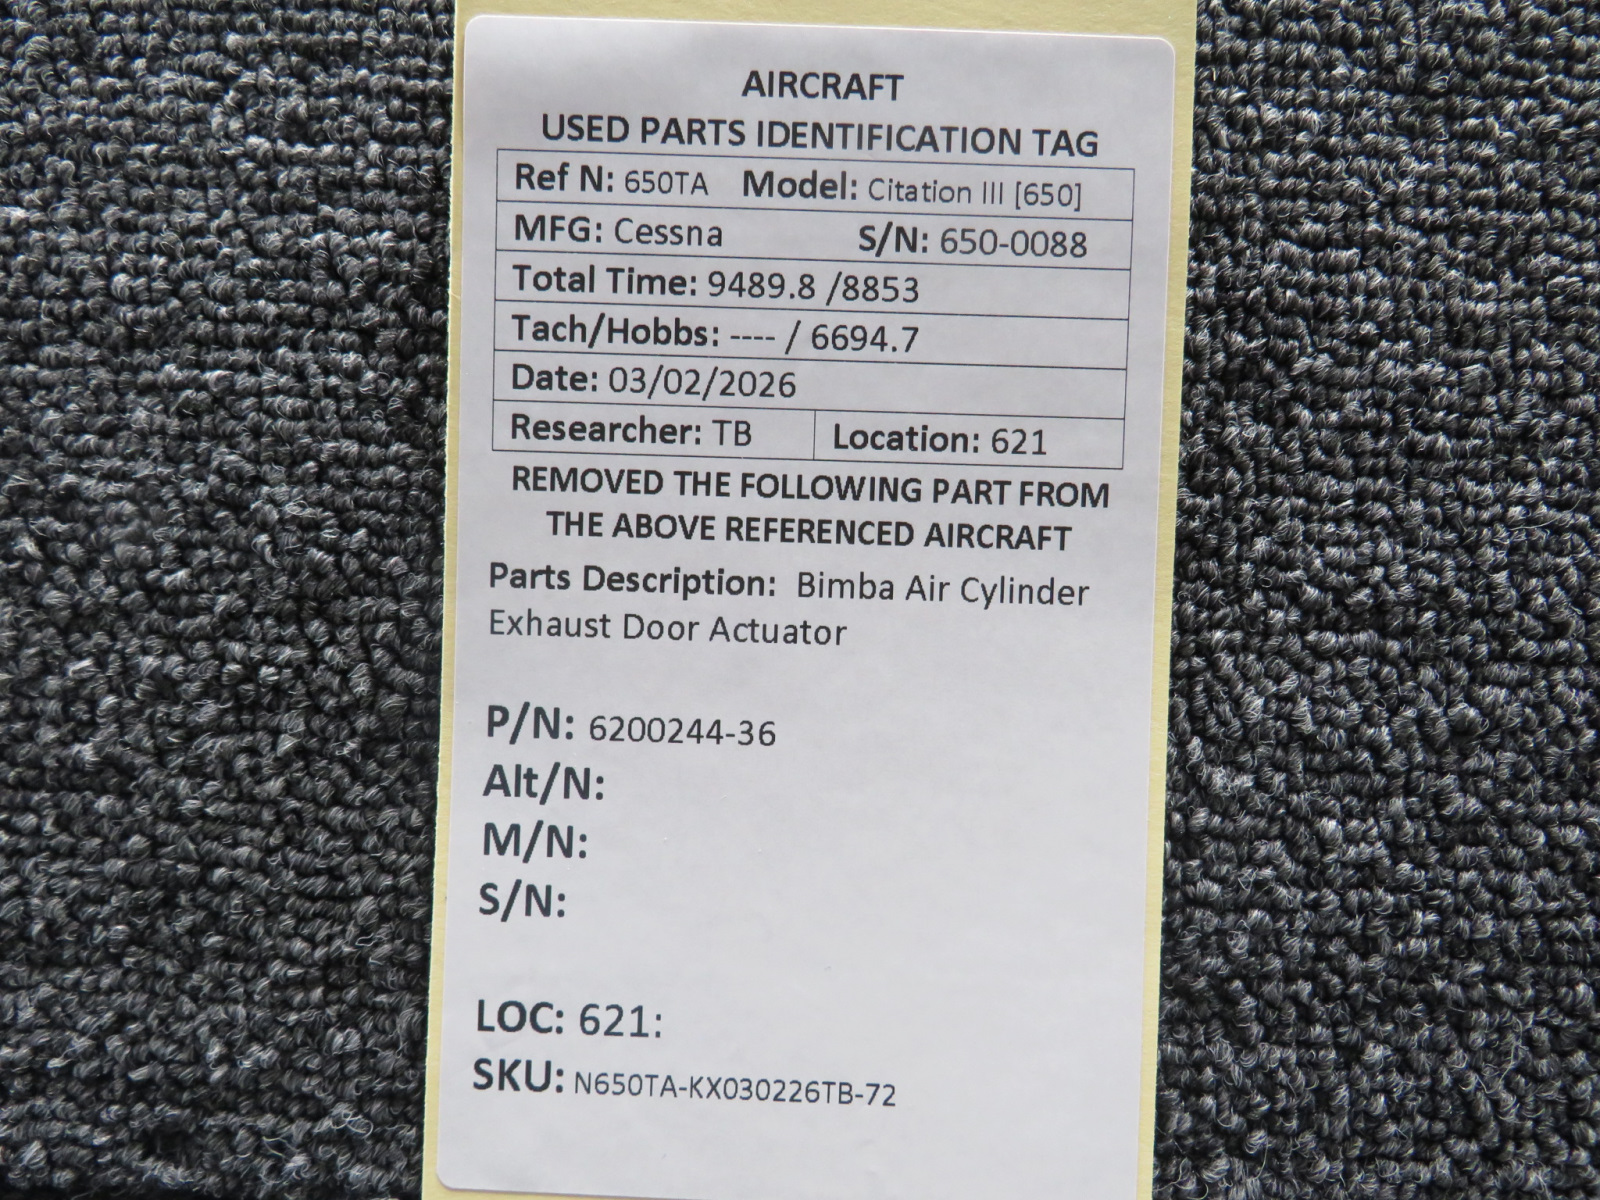 AIRCRAFT
USED PARTS IDENTIFICATION TAG
Ref N: 650TA Model: Citation III [650]
MFG: Cessna S/N: 650-0088
Total Time: 9489.8 /8853
Tach/Hobbs: ---- / 6694.7
Date: 03/02/2026
Researcher: TB Location: 621
REMOVED THE FOLLOWING PART FROM
THE ABOVE REFERENCED AIRCRAFT
Parts Description: Bimba Air Cylinder
Exhaust Door Actuator
P/N: 6200244-36
Alt/N:
M/N:
S/N:
LOC: 621:
SKU: N650TA-KX030226TB-72